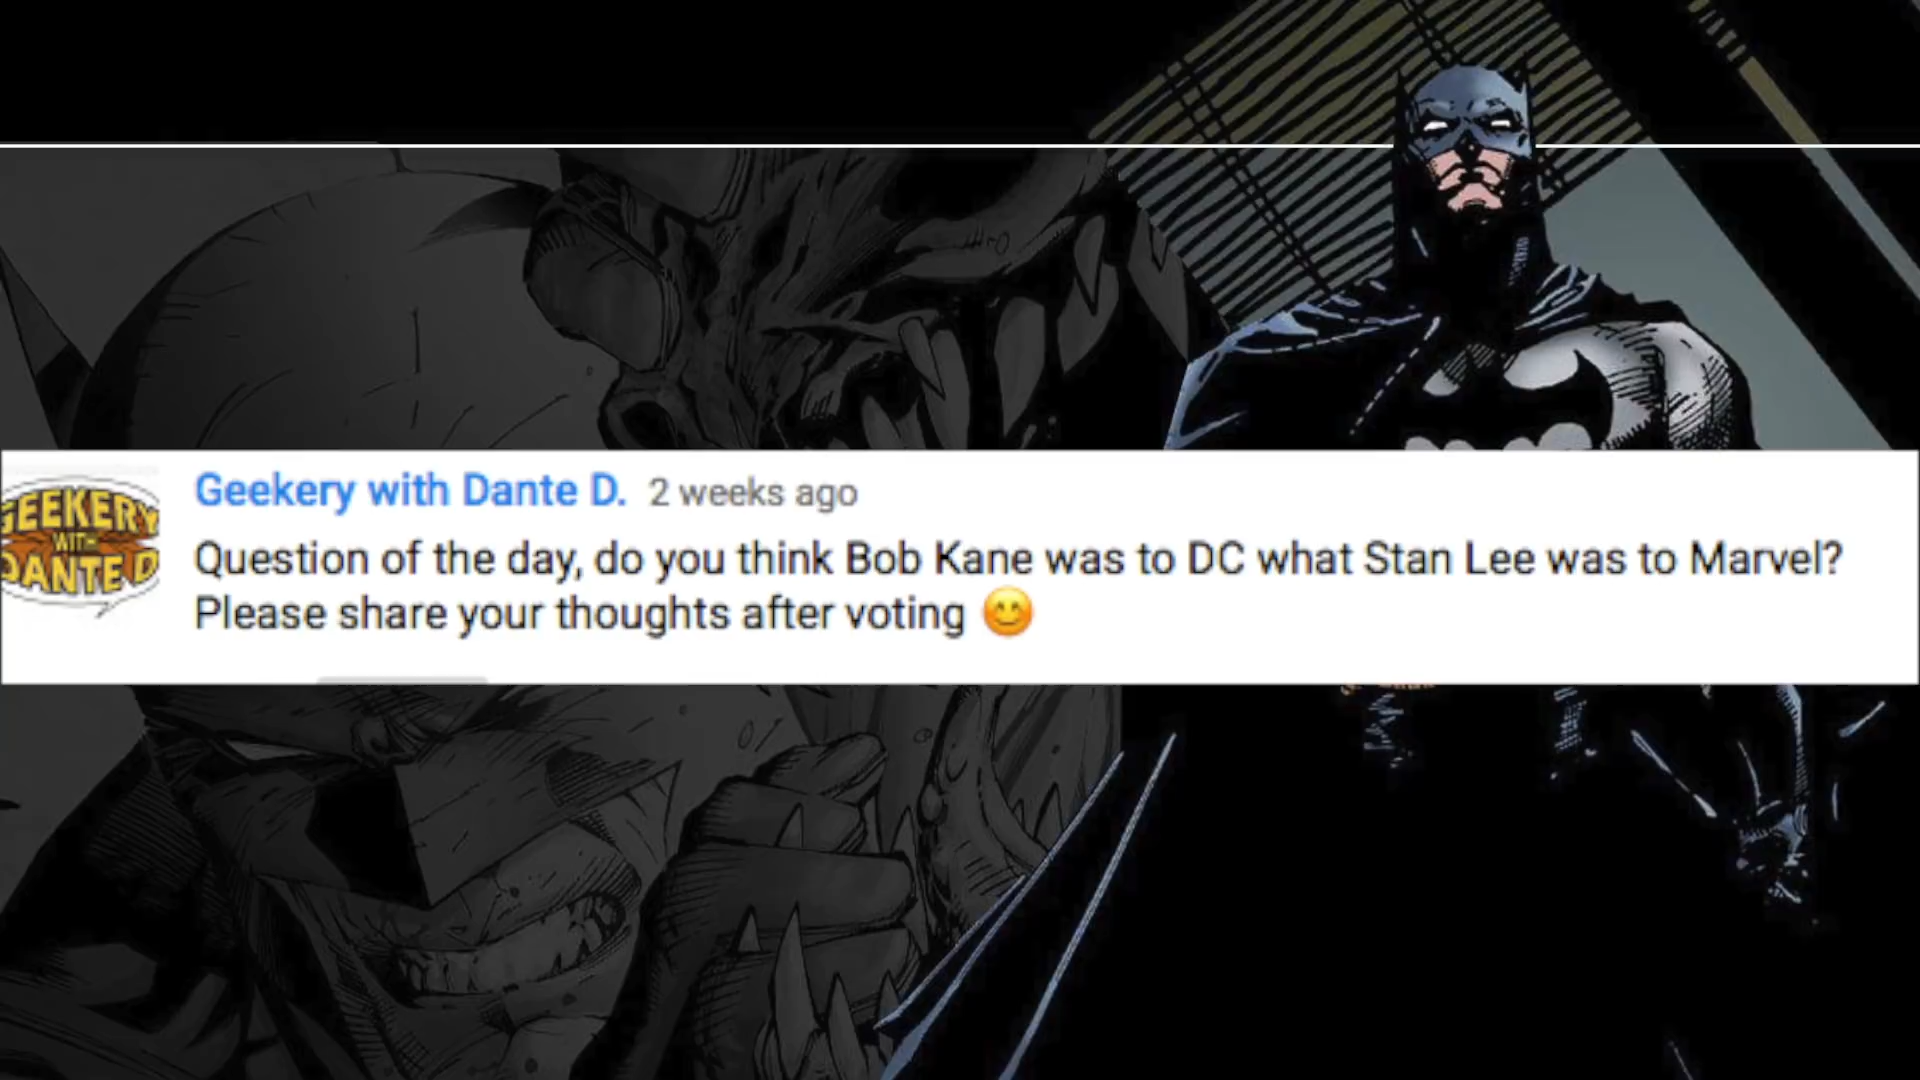 GEEKERY
WITH
DANTE D
Geekery with Dante D. 2 weeks ago
Question of the day, do you think Bob Kane was to DC what Stan Lee was to Marvel?
Please share your thoughts after voting 😊